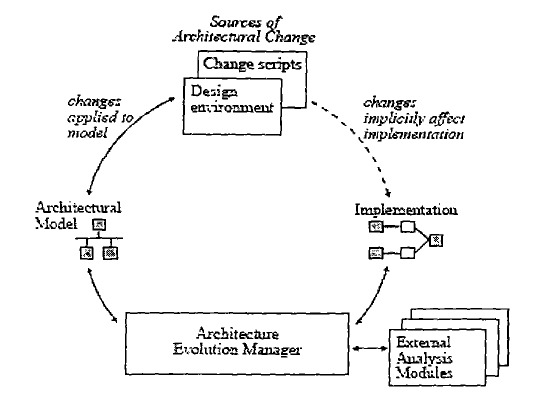 Sources of
Architectural Change
Change scripts
Design
environment
changes
applied to
model
changes
implicitly affect
implementation
Architectural
Model
Implementation
Architecture
Evolution Manager
External
Analysis
Modules